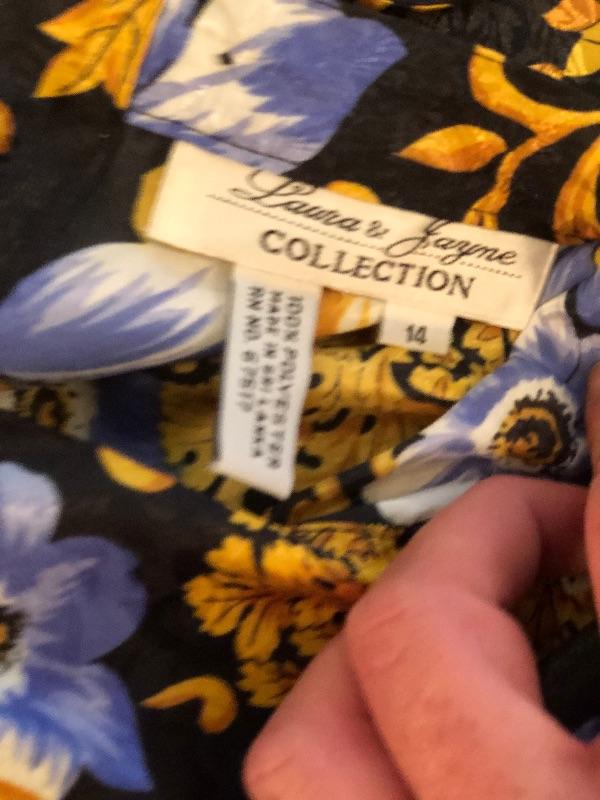 Laura & Jayne
COLLECTION
14
100% POLYESTER
MADE IN SRI LANKA
RN NO. 67517